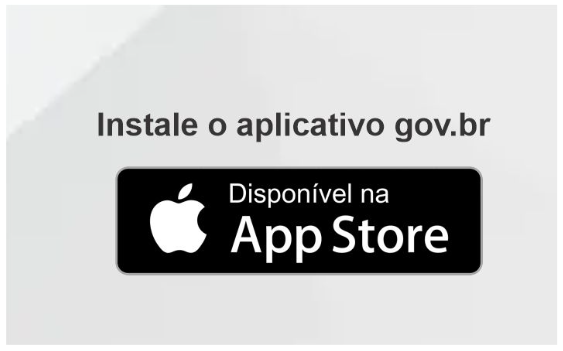 Instale o aplicativo gov.br
Disponível na
App Store